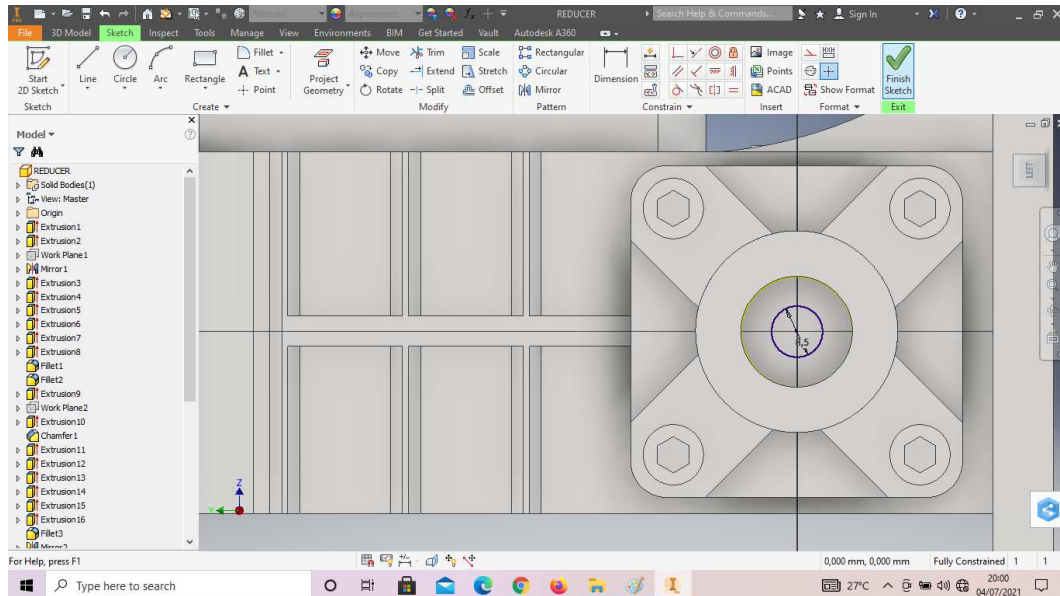 PRO Material Appearance REDUCER Search Help & Commands... Sign In
File 3D Model Sketch Inspect Tools Manage View Environments BIM Get Started Vault Autodesk A360
Start 2D Sketch
Line
Circle
Arc
Rectangle
Fillet
Text
Point
Project Geometry
Move
Trim
Scale
Copy
Extend
Stretch
Rotate
Split
Offset
Rectangular
Circular
Mirror
Dimension
Image
Points
ACAD
Show Format
Finish Sketch
Sketch Create Modify Pattern Constrain Insert Format Exit
Model
REDUCER
Solid Bodies(1)
View: Master
Origin
Extrusion1
Extrusion2
Work Plane1
Mirror1
Extrusion3
Extrusion4
Extrusion5
Extrusion6
Extrusion7
Extrusion8
Fillet1
Fillet2
Extrusion9
Work Plane2
Extrusion10
Chamfer1
Extrusion11
Extrusion12
Extrusion13
Extrusion14
Extrusion15
Extrusion16
Fillet3
Mirror2
LEFT
Z
Y
For Help, press F1 0,000 mm, 0,000 mm Fully Constrained 1 1
Type here to search 27°C 20:00
04/07/2021